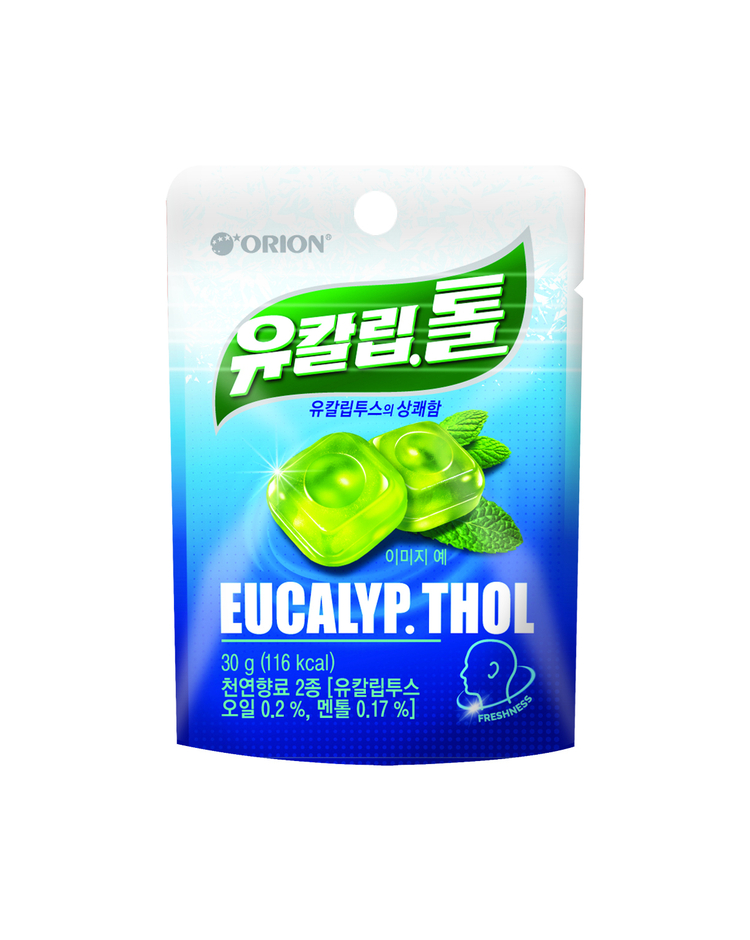 ORION®
유칼립.톨
유칼립투스의 상쾌함
이미지 예
EUCALYP. THOL
30 g (116 kcal)
천연향료 2종 [유칼립투스
오일 0.2 %, 멘톨 0.17 %]
FRESHNESS